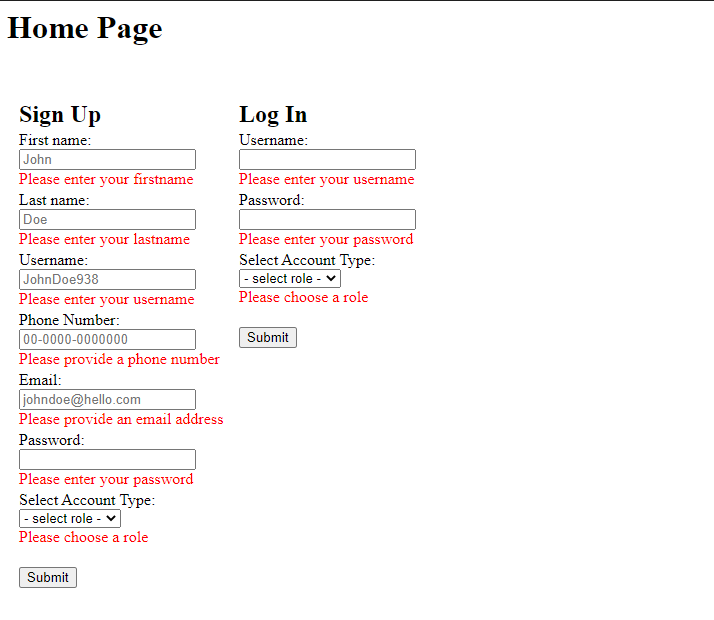 Home Page
Sign Up
First name:
John
Please enter your firstname
Last name:
Doe
Please enter your lastname
Username:
JohnDoe938
Please enter your username
Phone Number:
00-0000-0000000
Please provide a phone number
Email:
johndoe@hello.com
Please provide an email address
Password:
Please enter your password
Select Account Type:
- select role -
Please choose a role
Submit
Log In
Username:
Please enter your username
Password:
Please enter your password
Select Account Type:
- select role -
Please choose a role
Submit